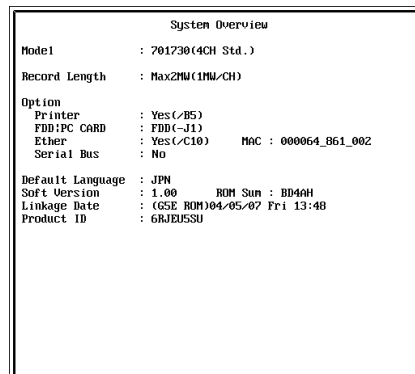 System Overview
Model : 701730(4CH Std.)
Record Length : Max2MW(1MW/CH)
Option
Printer : Yes(/B5)
FDD¦PC CARD : FDD(-J1)
Ether : Yes(/C10) MAC : 000064_861_002
Serial Bus : No
Default Language : JPN
Soft Version : 1.00 ROM Sum : BD4AH
Linkage Date : (G5E ROM)04/05/07 Fri 13:48
Product ID : 6RJEU5SU